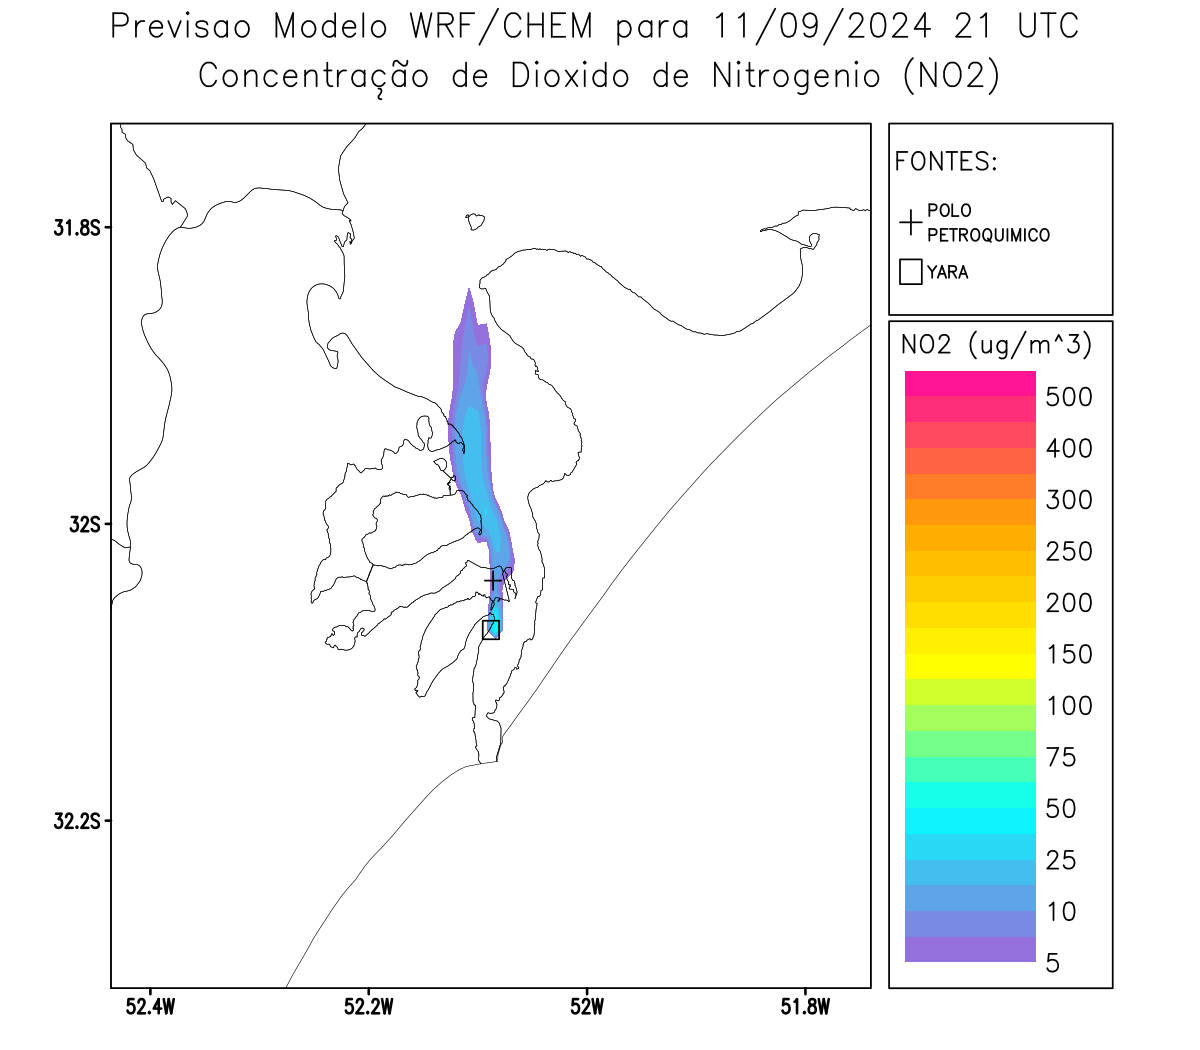 Previsao Modelo WRF/CHEM para 11/09/2024 21 UTC
Concentração de Dioxido de Nitrogenio (NO2)
FONTES:
POLO
PETROQUIMICO
YARA
31.8S
32S
32.2S
52.4W
52.2W
52W
51.8W
NO2 (ug/m^3)
500
400
300
250
200
150
100
75
50
25
10
5